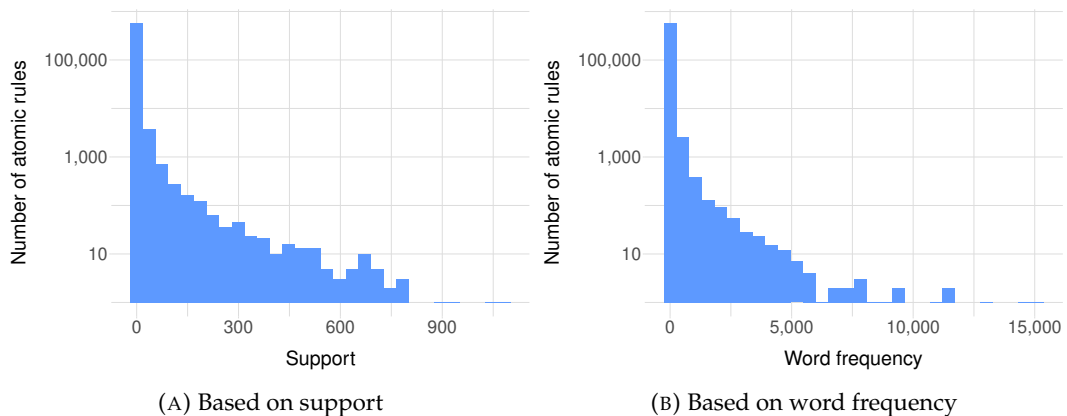 Number of atomic rules
100,000
1,000
10
0 300 600 900
Support
(A) Based on support
Number of atomic rules
100,000
1,000
10
0 5,000 10,000 15,000
Word frequency
(B) Based on word frequency